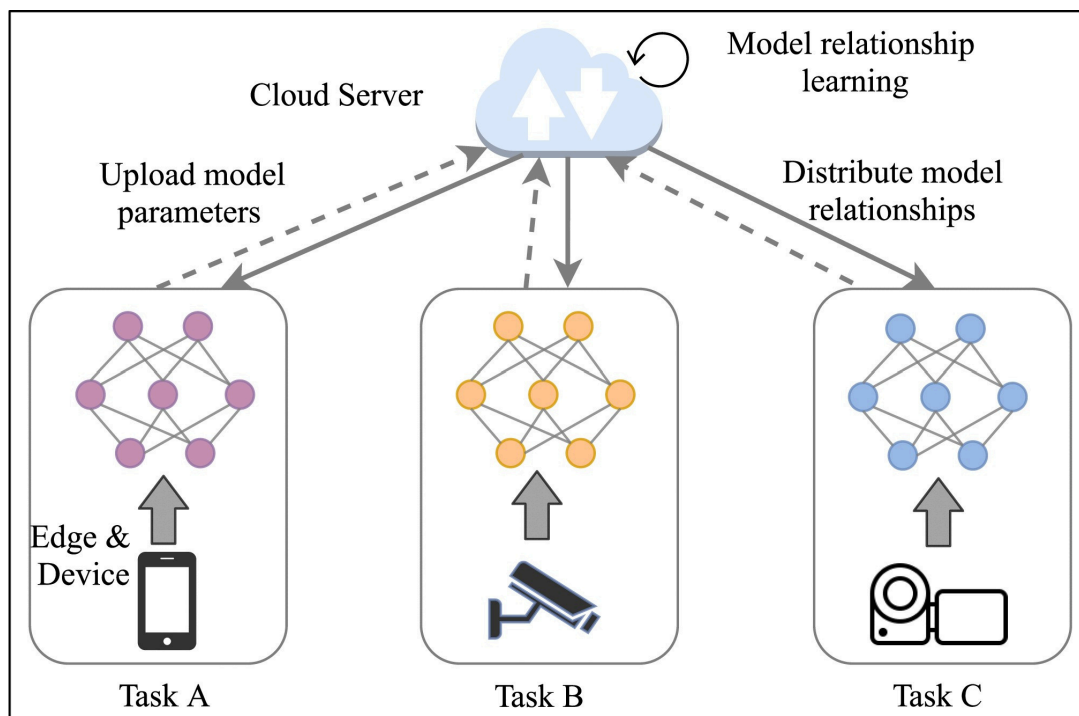 Model relationship
learning
Cloud Server
Upload model
parameters
Distribute model
relationships
Edge &
Device
Task A
Task B
Task C